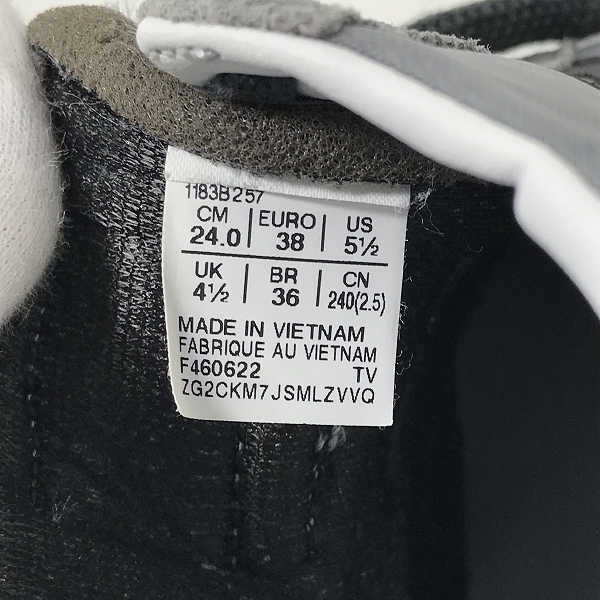 1183B257
CM EURO US
24.0 38 5½
UK BR CN
4½ 36 240(2.5)
MADE IN VIETNAM
FABRIQUE AU VIETNAM
F460622 TV
ZG2CKM7JSMLZVVQ